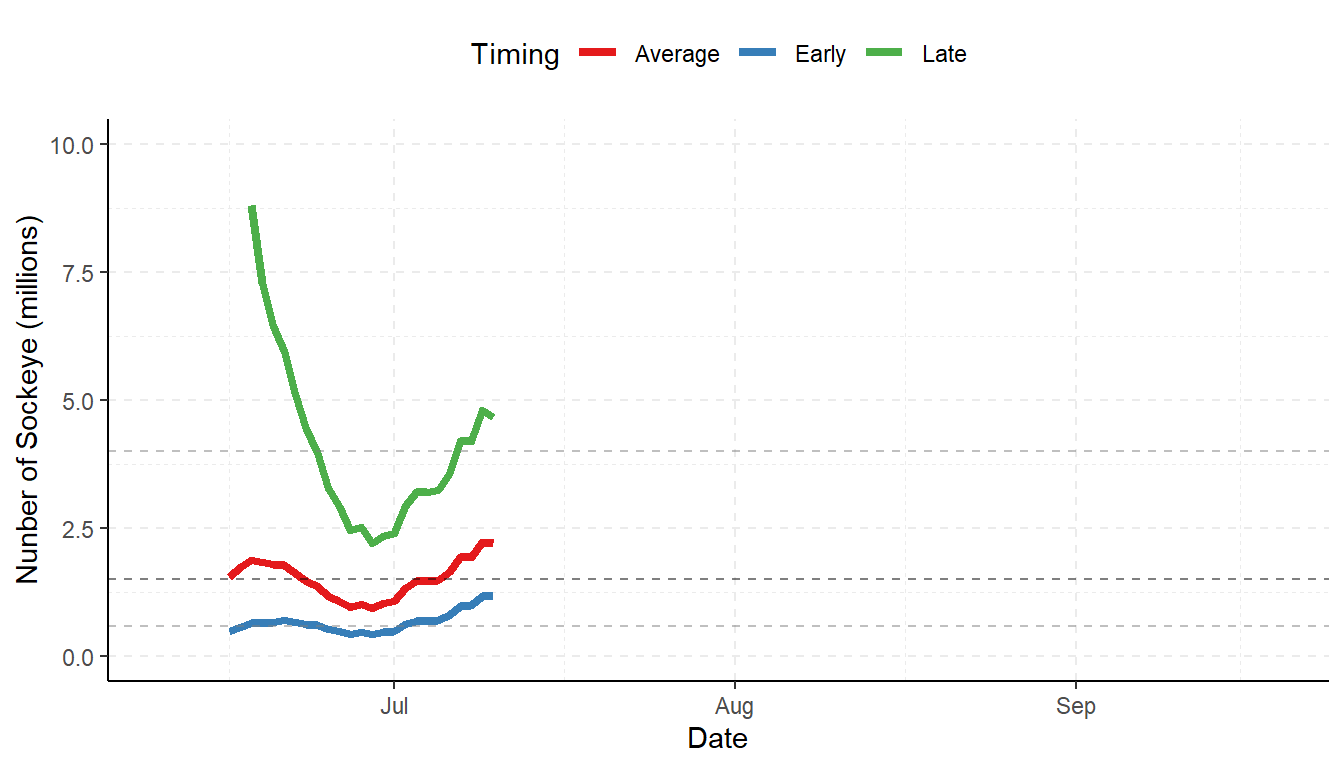 Timing Average Early Late
Nunber of Sockeye (millions)
10.0
7.5
5.0
2.5
0.0
Jul Aug Sep
Date